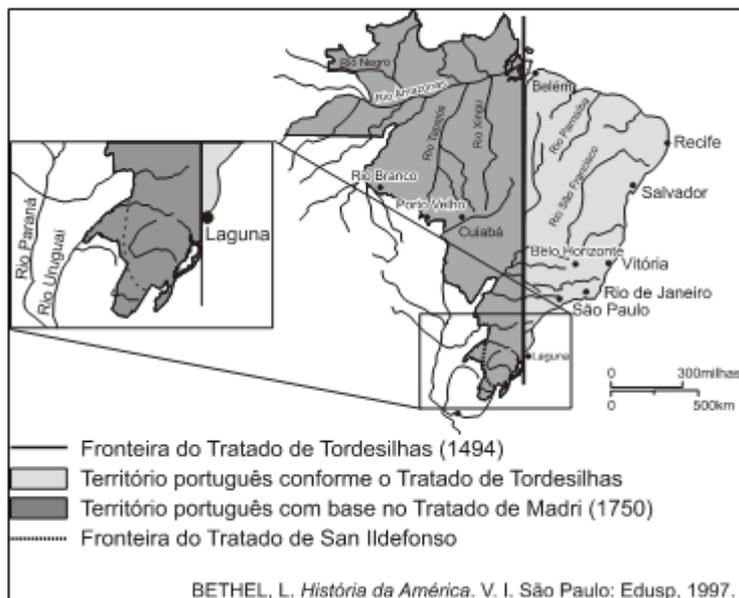 Rio Negro
Rio Amazonas
Belém
Rio Tapajós
Rio Xingu
Rio Parnaíba
Recife
Rio São Francisco
Rio Branco
Salvador
Porto Velho
Cuiabá
Belo Horizonte
Vitória
Rio de Janeiro
São Paulo
Laguna
Rio Paraná
Rio Uruguai
Laguna
0 300milhas
0 500km
Fronteira do Tratado de Tordesilhas (1494)
Território português conforme o Tratado de Tordesilhas
Território português com base no Tratado de Madri (1750)
Fronteira do Tratado de San Ildefonso
BETHEL, L. História da América. V. I. São Paulo: Edusp, 1997.